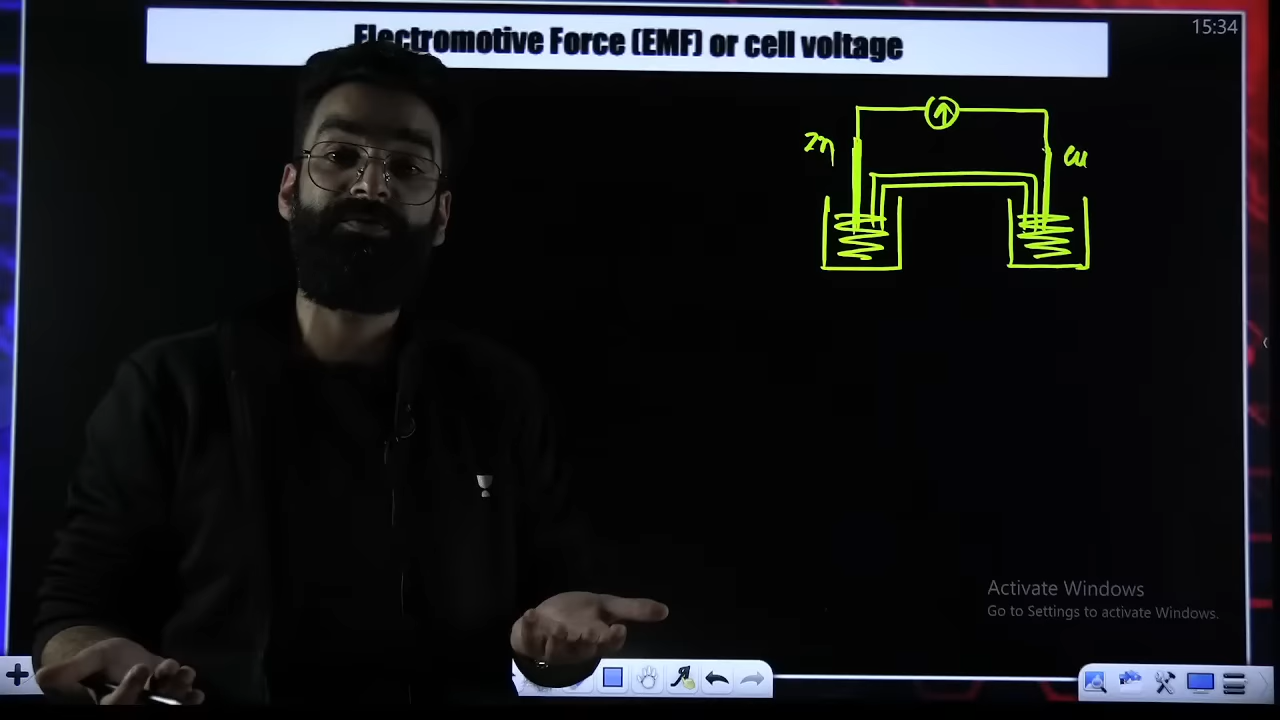 Electromotive Force (EMF) or cell voltage
15:34
Zn
Cu
Activate Windows
Go to Settings to activate Windows.